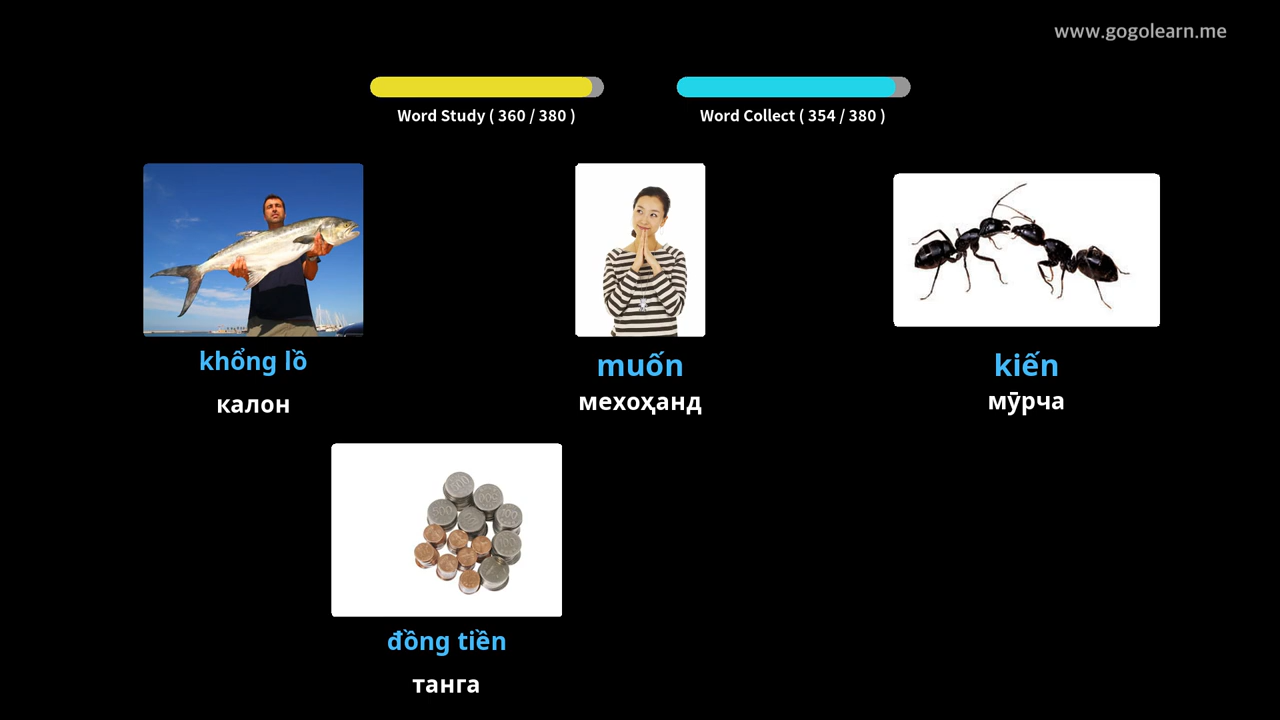 www.gogolearn.me
Word Study ( 360 / 380 )
Word Collect ( 354 / 380 )
khổng lồ
калон
muốn
мехоҳанд
kiến
мӯрча
đồng tiền
танга